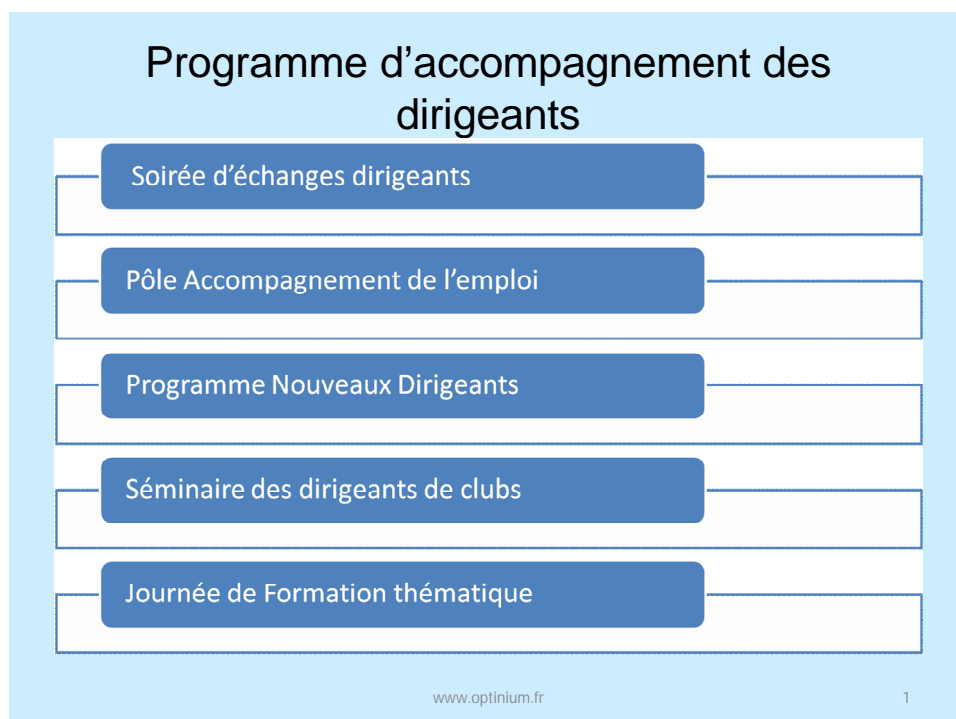 Programme d’accompagnement des
dirigeants
Soirée d’échanges dirigeants
Pôle Accompagnement de l’emploi
Programme Nouveaux Dirigeants
Séminaire des dirigeants de clubs
Journée de Formation thématique
www.optinium.fr
1